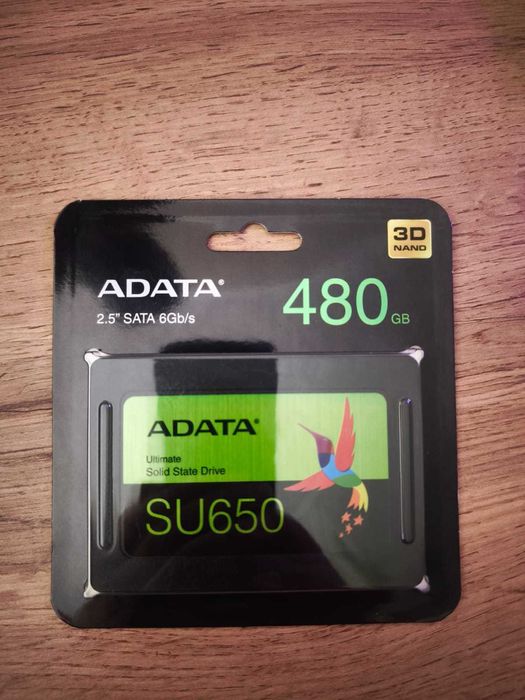 3D
NAND
ADATA®
480 GB
2.5" SATA 6Gb/s
ADATA®
Ultimate
Solid State Drive
SU650